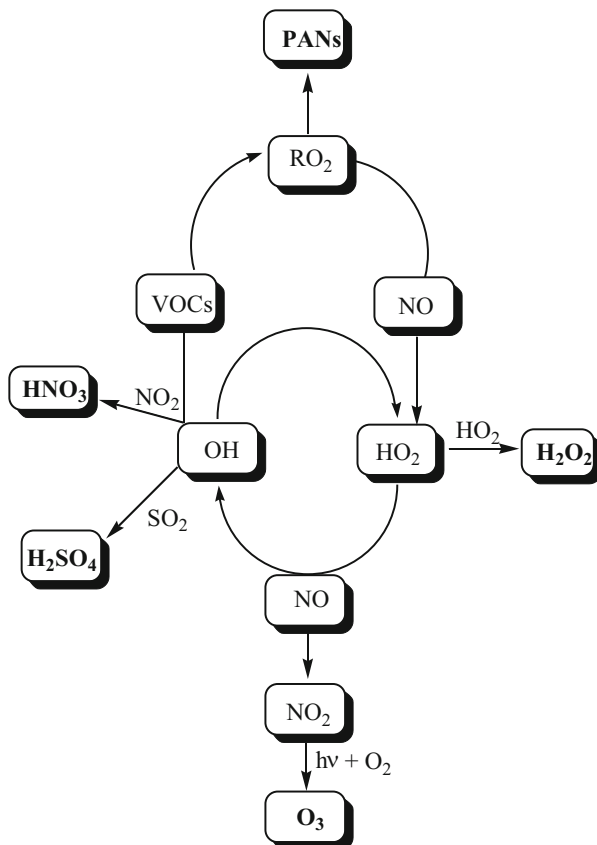 PANs
RO₂
VOCs
NO
HNO₃
NO₂
OH
HO₂
HO₂
H₂O₂
SO₂
H₂SO₄
NO
NO₂
hν + O₂
O₃